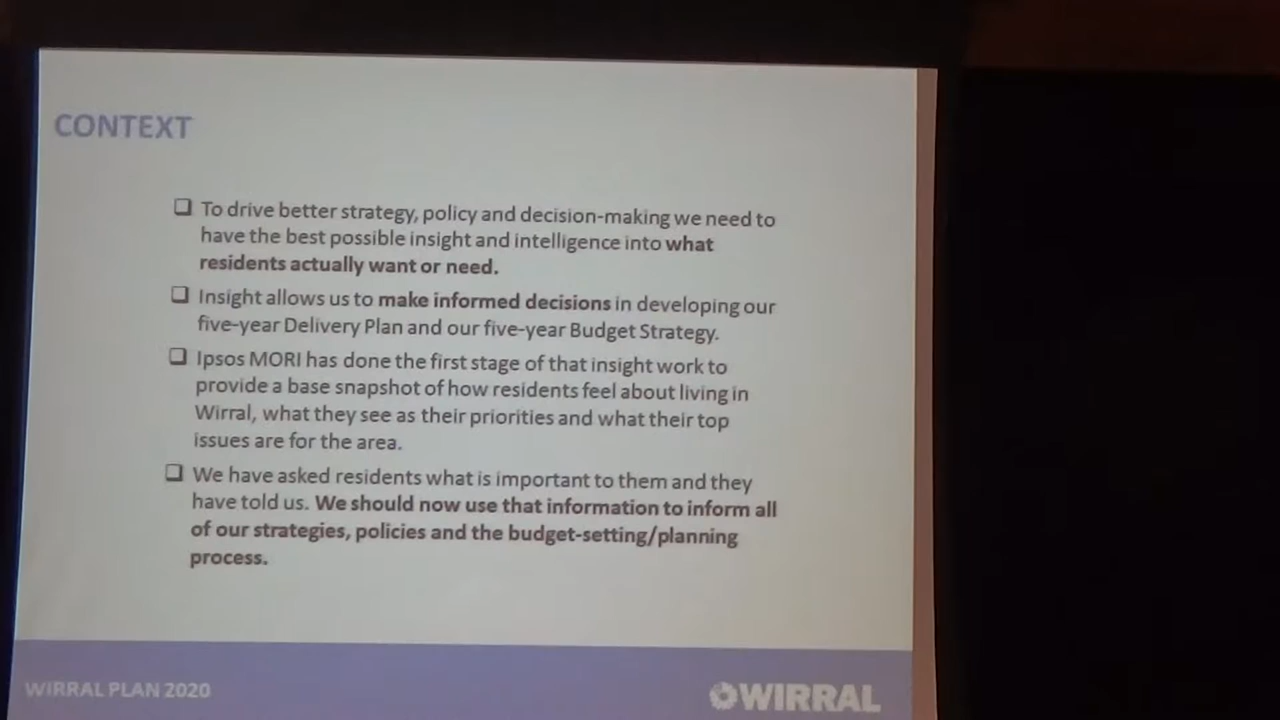 CONTEXT
To drive better strategy, policy and decision-making we need to
have the best possible insight and intelligence into what
residents actually want or need.
Insight allows us to make informed decisions in developing our
five-year Delivery Plan and our five-year Budget Strategy.
Ipsos MORI has done the first stage of that insight work to
provide a base snapshot of how residents feel about living in
Wirral, what they see as their priorities and what their top
issues are for the area.
We have asked residents what is important to them and they
have told us. We should now use that information to inform all
of our strategies, policies and the budget-setting/planning
process.
WIRRAL PLAN 2020
WIRRAL